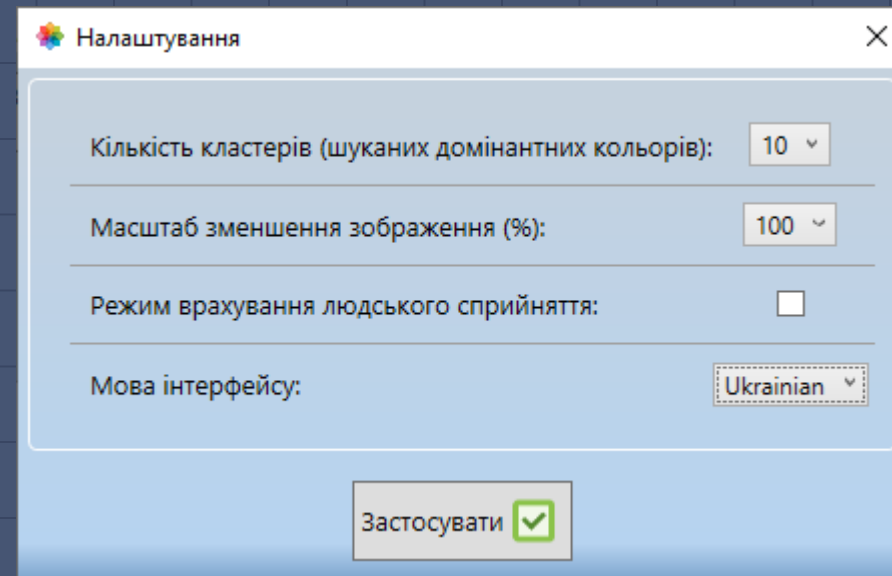 Налаштування
Кількість кластерів (шуканих домінантних кольорів): 10
Масштаб зменшення зображення (%): 100
Режим врахування людського сприйняття:
Мова інтерфейсу: Ukrainian
Застосувати